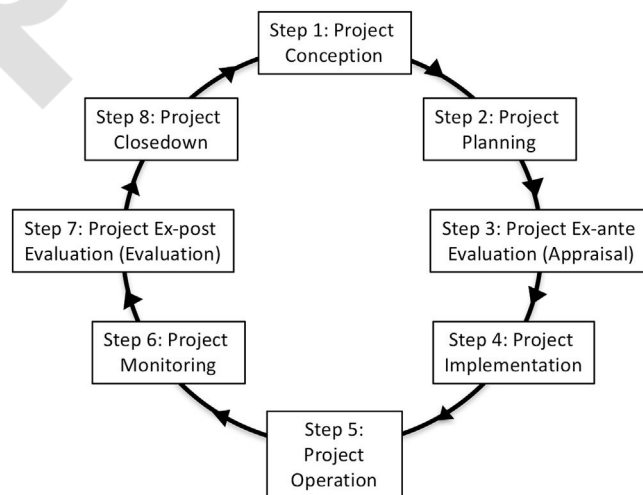 Step 1: Project
Conception
Step 2: Project
Planning
Step 3: Project Ex-ante
Evaluation (Appraisal)
Step 4: Project
Implementation
Step 5:
Project
Operation
Step 6: Project
Monitoring
Step 7: Project Ex-post
Evaluation (Evaluation)
Step 8: Project
Closedown